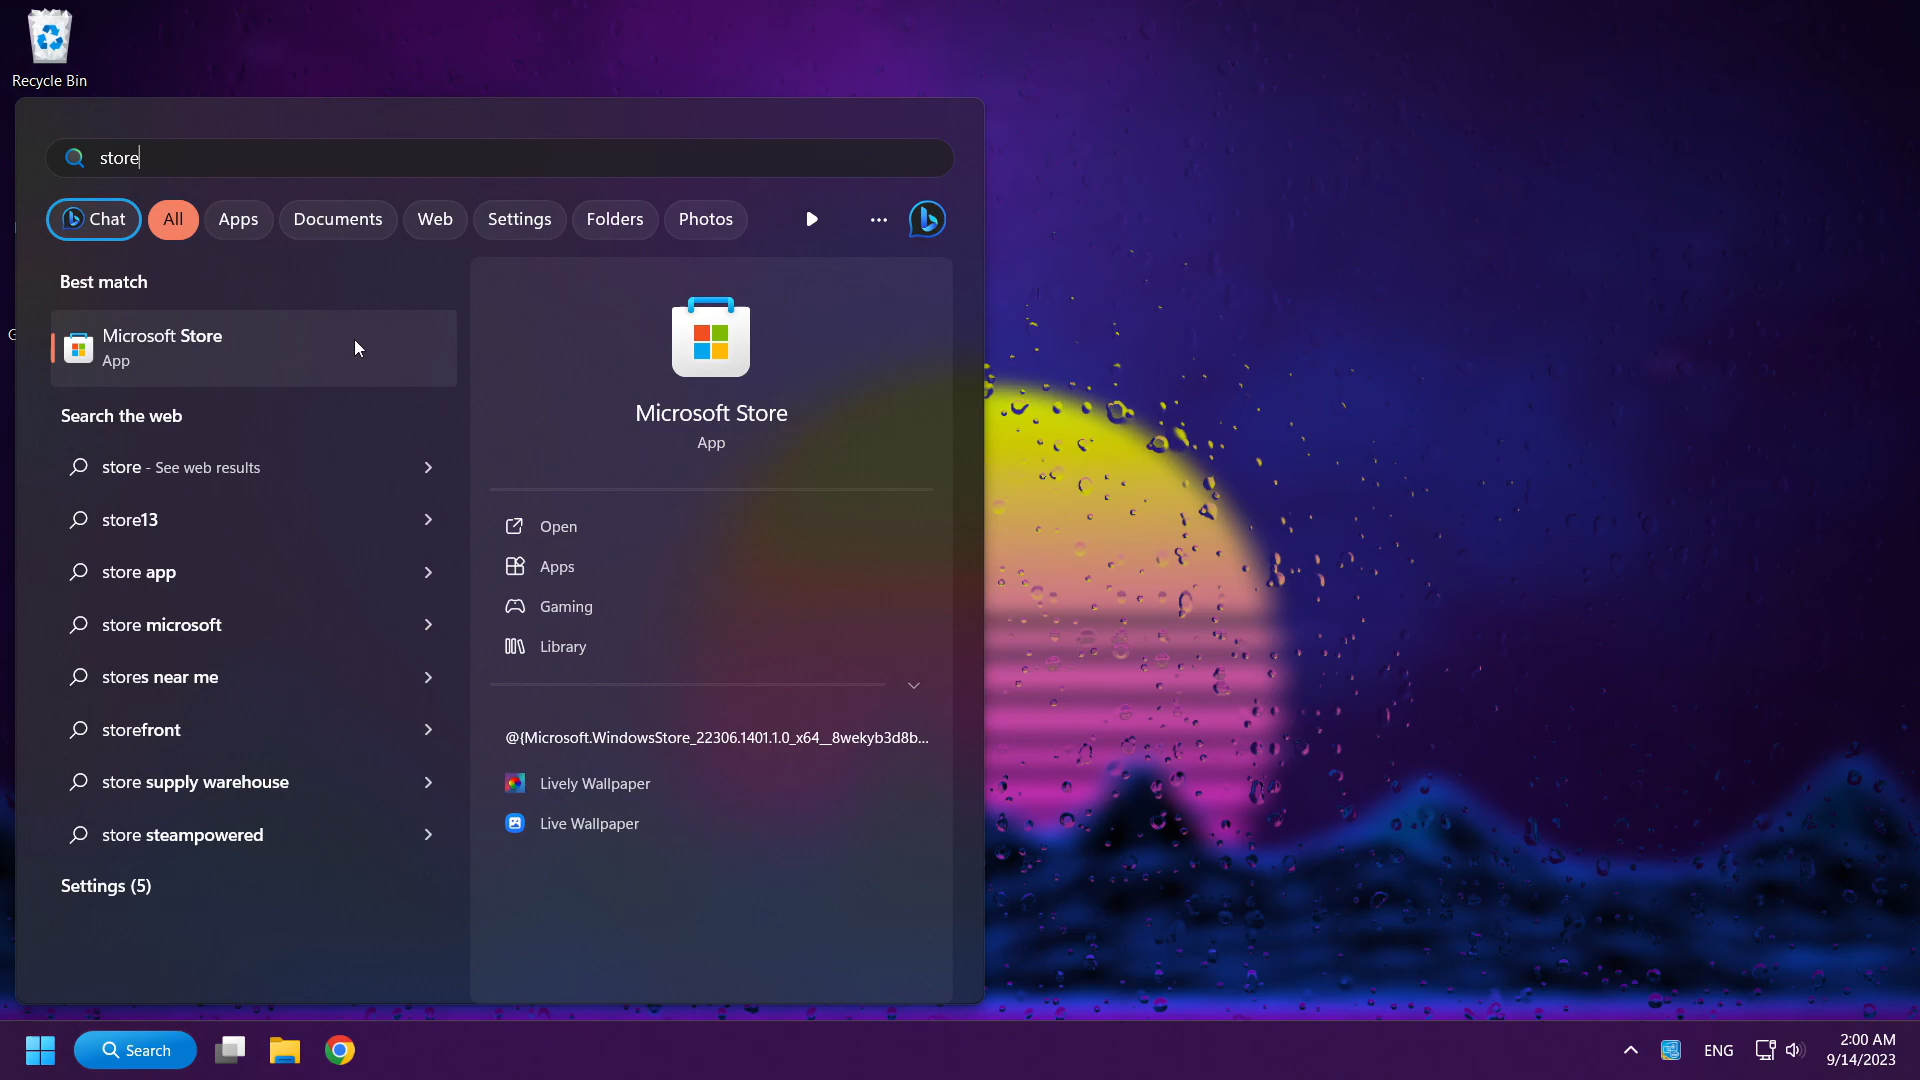 Recycle Bin
store
Chat
All
Apps
Documents
Web
Settings
Folders
Photos
Best match
Microsoft Store
App
Search the web
store - See web results
store13
store app
store microsoft
stores near me
storefront
store supply warehouse
store steampowered
Settings (5)
Microsoft Store
App
Open
Apps
Gaming
Library
@{Microsoft.WindowsStore_22306.1401.1.0_x64__8wekyb3d8b...
Lively Wallpaper
Live Wallpaper
Search
ENG
2:00 AM
9/14/2023